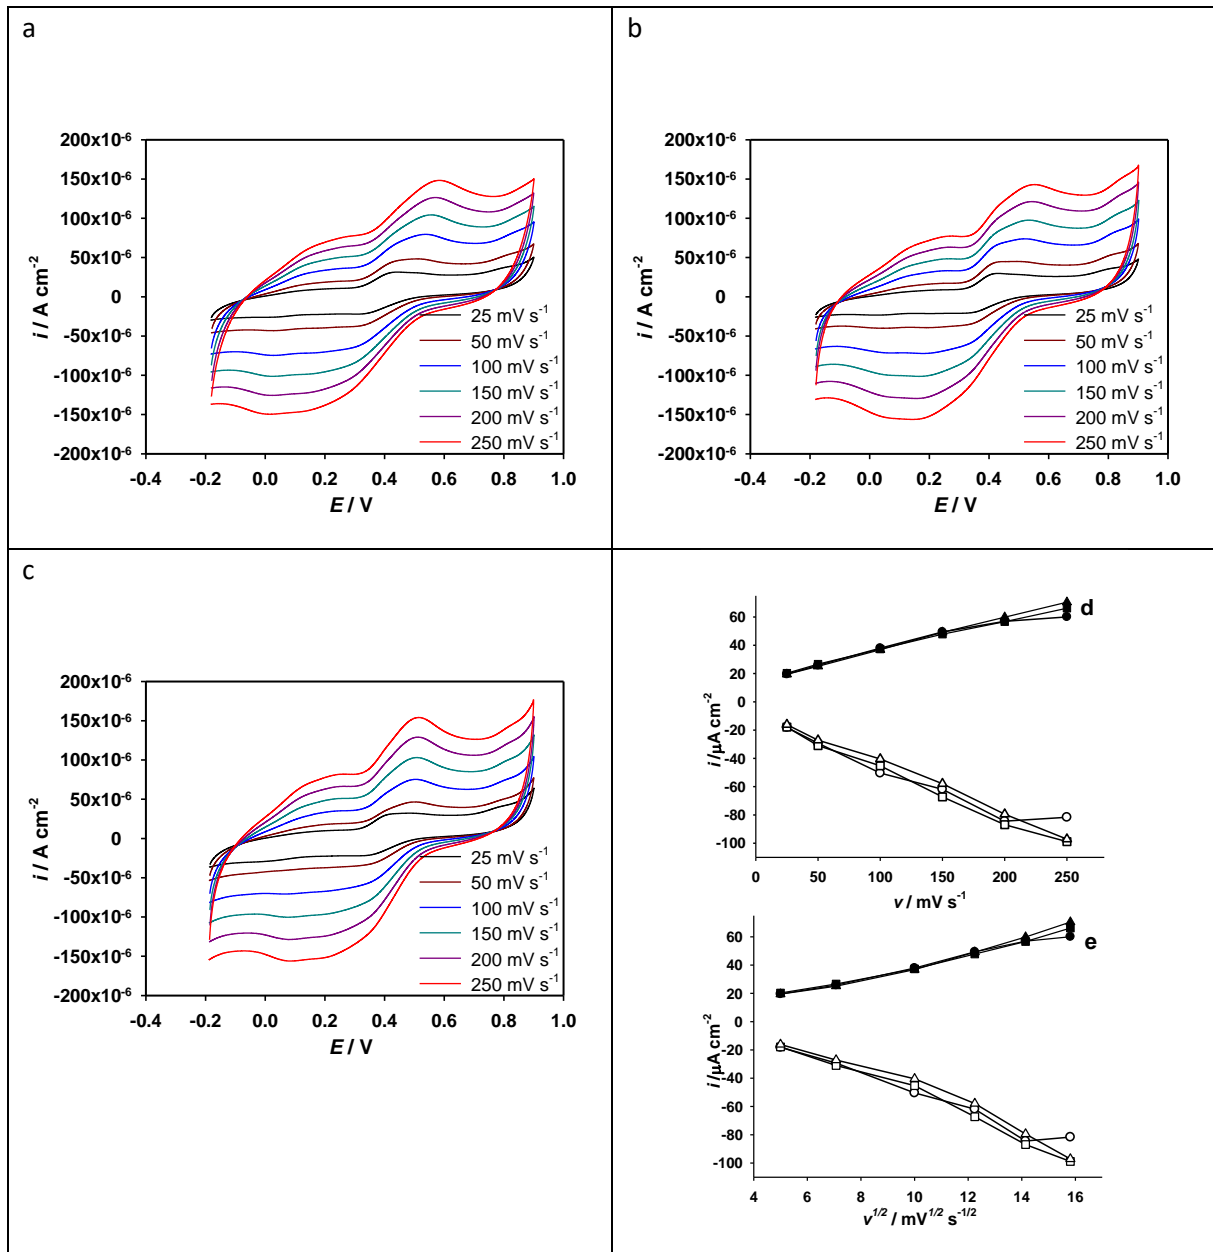 a
200x10⁻⁶
150x10⁻⁶
100x10⁻⁶
50x10⁻⁶
0
-50x10⁻⁶
-100x10⁻⁶
-150x10⁻⁶
-200x10⁻⁶
i / A cm⁻²
25 mV s⁻¹
50 mV s⁻¹
100 mV s⁻¹
150 mV s⁻¹
200 mV s⁻¹
250 mV s⁻¹
-0.4 -0.2 0.0 0.2 0.4 0.6 0.8 1.0
E / V
b
200x10⁻⁶
150x10⁻⁶
100x10⁻⁶
50x10⁻⁶
0
-50x10⁻⁶
-100x10⁻⁶
-150x10⁻⁶
-200x10⁻⁶
i / A cm⁻²
25 mV s⁻¹
50 mV s⁻¹
100 mV s⁻¹
150 mV s⁻¹
200 mV s⁻¹
250 mV s⁻¹
-0.4 -0.2 0.0 0.2 0.4 0.6 0.8 1.0
E / V
c
200x10⁻⁶
150x10⁻⁶
100x10⁻⁶
50x10⁻⁶
0
-50x10⁻⁶
-100x10⁻⁶
-150x10⁻⁶
-200x10⁻⁶
i / A cm⁻²
25 mV s⁻¹
50 mV s⁻¹
100 mV s⁻¹
150 mV s⁻¹
200 mV s⁻¹
250 mV s⁻¹
-0.4 -0.2 0.0 0.2 0.4 0.6 0.8 1.0
E / V
d
60
40
20
0
-20
-40
-60
-80
-100
i /µA cm⁻²
0 50 100 150 200 250
v / mV s⁻¹
e
60
40
20
0
-20
-40
-60
-80
-100
i /µA cm⁻²
4 6 8 10 12 14 16
v¹ᐟ² / mV¹ᐟ² s⁻¹ᐟ²